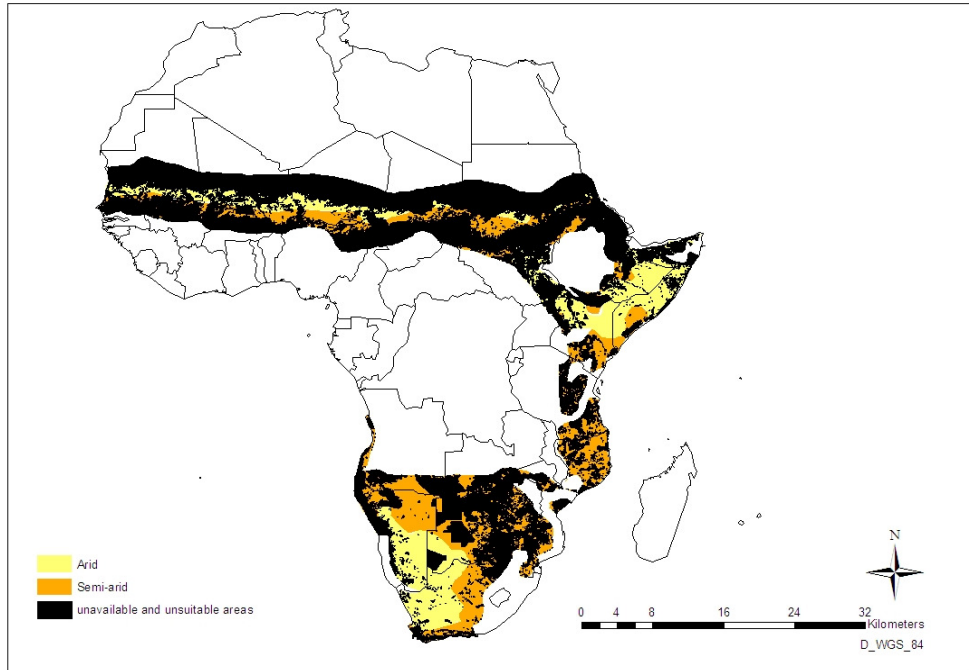 N
Arid
Semi-arid
unavailable and unsuitable areas
0 4 8 16 24 32
Kilometers
D_WGS_84